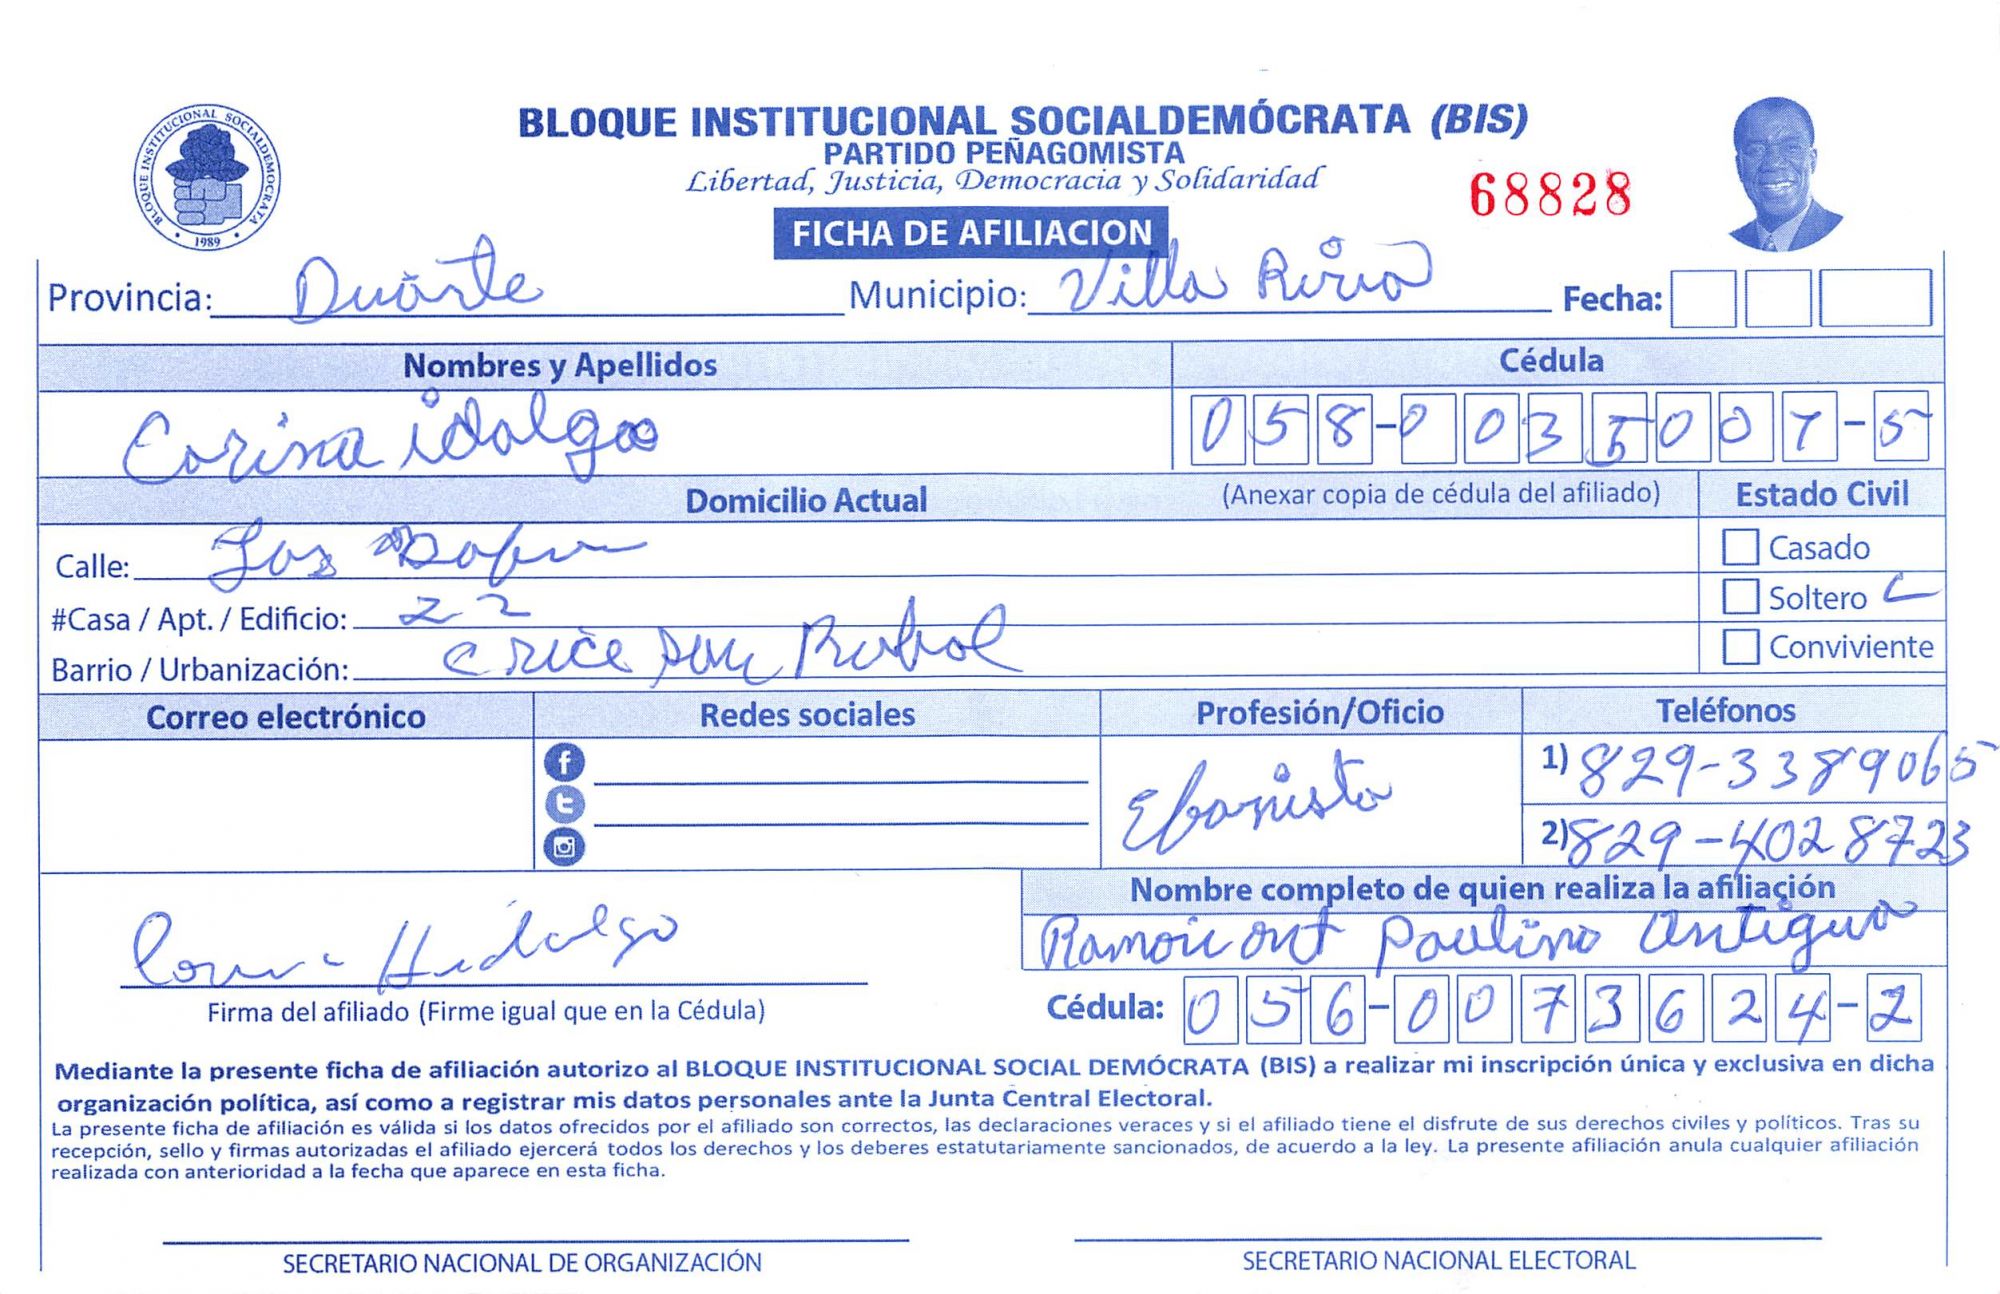 BLOQUE INSTITUCIONAL SOCIALDEMÓCRATA (BIS)
PARTIDO PEÑAGOMISTA
Libertad, Justicia, Democracia y Solidaridad
68828
BLOQUE INSTITUCIONAL SOCIALDEMOCRATA
1989
FICHA DE AFILIACION
Provincia: Duarte Municipio: Villa Riva Fecha:
Nombres y Apellidos Cédula
Corina idalgo 058-0035007-5
Domicilio Actual (Anexar copia de cédula del afiliado) Estado Civil
Calle: Los
Casado
#Casa / Apt. / Edificio: 22
Soltero
Barrio / Urbanización:
Conviviente
Correo electrónico Redes sociales Profesión/Oficio Teléfonos
Ebanista
1) 829-3389065
2) 829-4028723
Nombre completo de quien realiza la afiliación
Paulino Antigua
Hidalgo
Firma del afiliado (Firme igual que en la Cédula)
Cédula: 056-0073624-2
Mediante la presente ficha de afiliación autorizo al BLOQUE INSTITUCIONAL SOCIAL DEMÓCRATA (BIS) a realizar mi inscripción única y exclusiva en dicha
organización política, así como a registrar mis datos personales ante la Junta Central Electoral.
La presente ficha de afiliación es válida si los datos ofrecidos por el afiliado son correctos, las declaraciones veraces y si el afiliado tiene el disfrute de sus derechos civiles y políticos. Tras su
recepción, sello y firmas autorizadas el afiliado ejercerá todos los derechos y los deberes estatutariamente sancionados, de acuerdo a la ley. La presente afiliación anula cualquier afiliación
realizada con anterioridad a la fecha que aparece en esta ficha.
SECRETARIO NACIONAL DE ORGANIZACIÓN SECRETARIO NACIONAL ELECTORAL